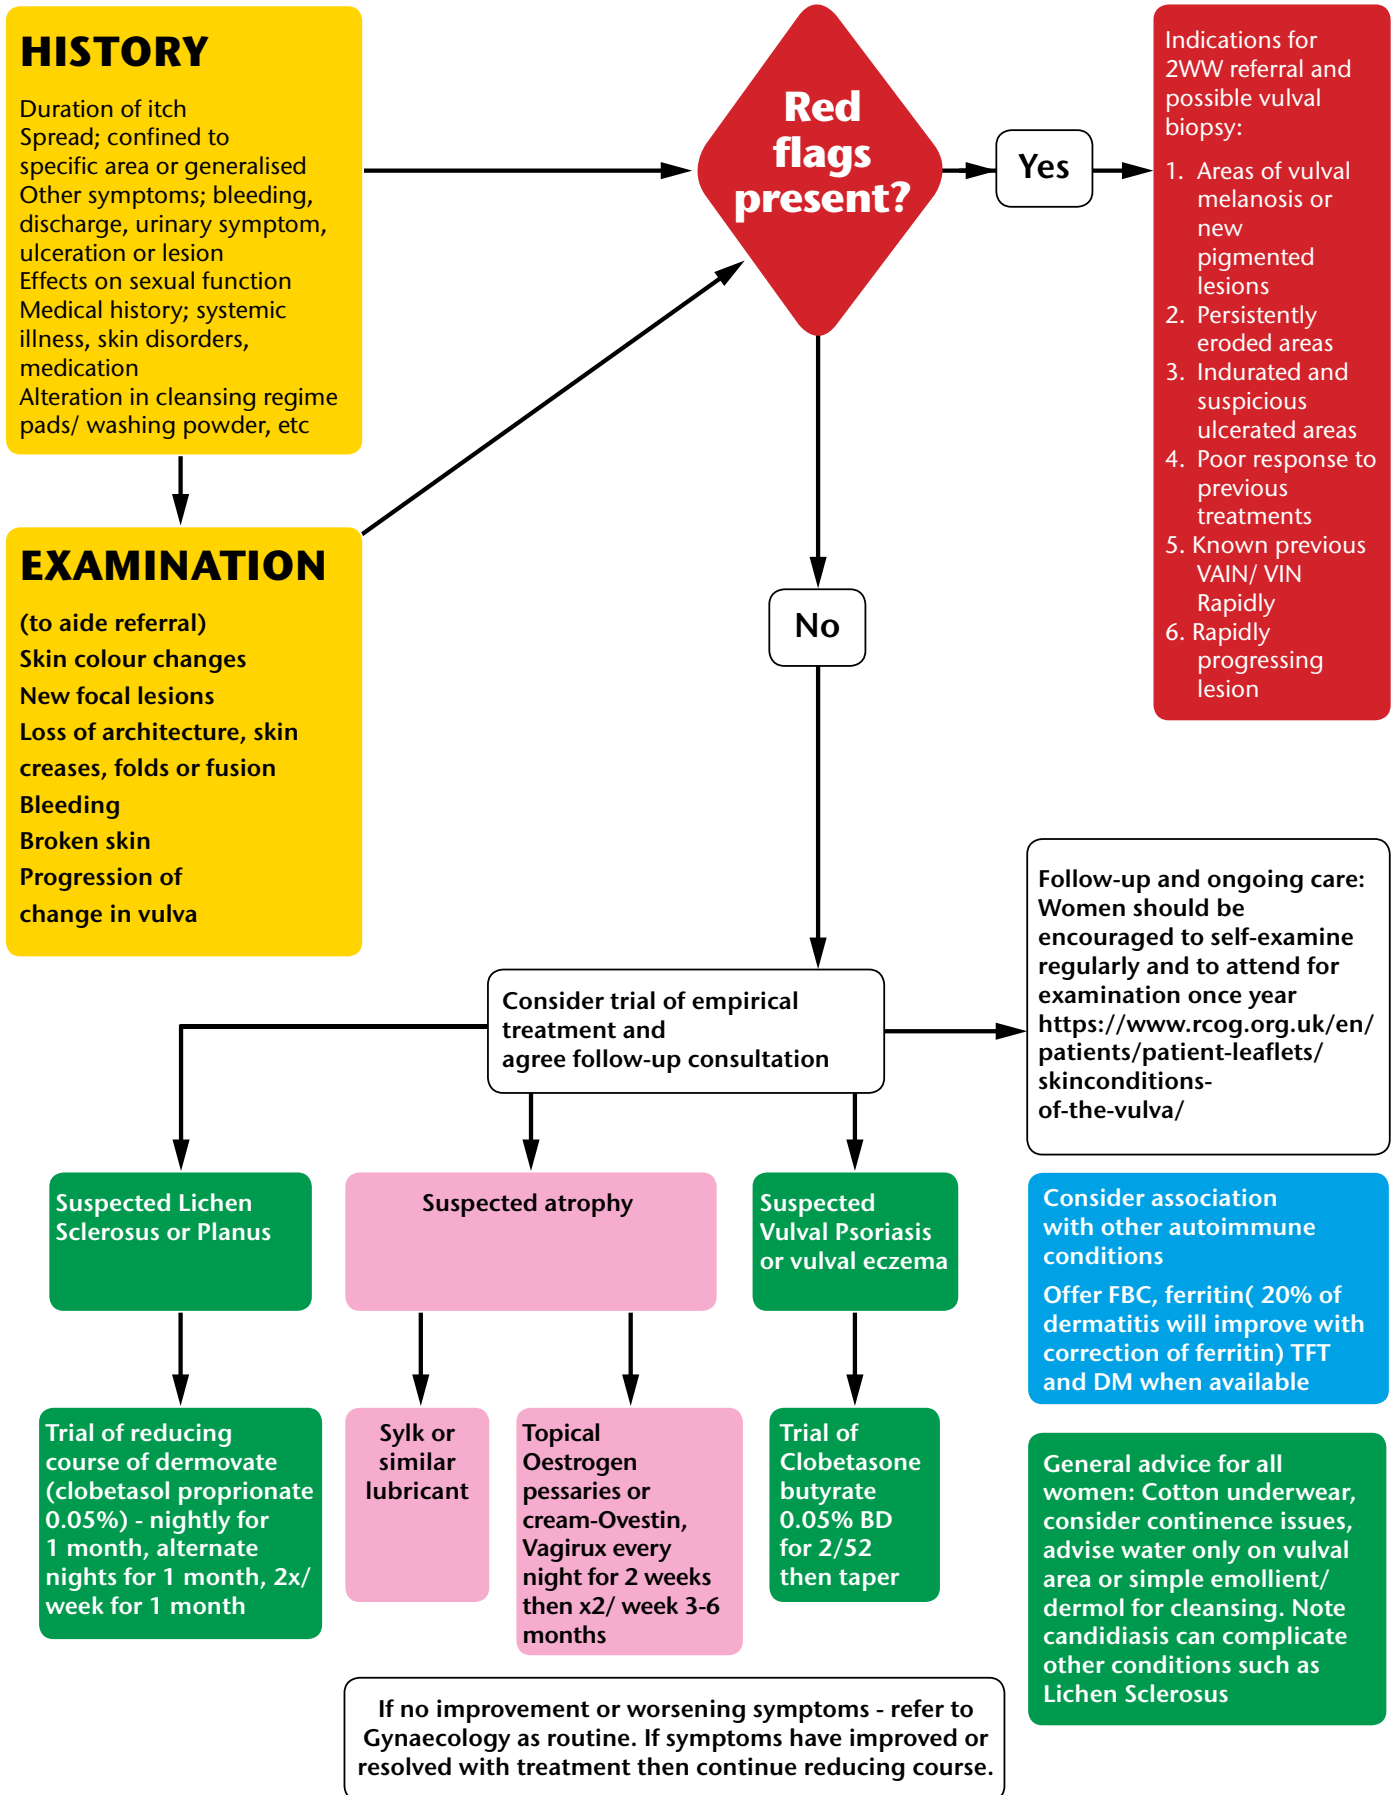 HISTORY
Duration of itch
Spread; confined to
specific area or generalised
Other symptoms; bleeding,
discharge, urinary symptom,
ulceration or lesion
Effects on sexual function
Medical history; systemic
illness, skin disorders,
medication
Alteration in cleansing regime
pads/ washing powder, etc
Red
flags
present?
Yes
Indications for
2WW referral and
possible vulval
biopsy:
1. Areas of vulval
melanosis or
new
pigmented
lesions
2. Persistently
eroded areas
3. Indurated and
suspicious
ulcerated areas
4. Poor response to
previous
treatments
5. Known previous
VAIN/ VIN
Rapidly
6. Rapidly
progressing
lesion
EXAMINATION
(to aide referral)
Skin colour changes
New focal lesions
Loss of architecture, skin
creases, folds or fusion
Bleeding
Broken skin
Progression of
change in vulva
No
Consider trial of empirical
treatment and
agree follow-up consultation
Follow-up and ongoing care:
Women should be
encouraged to self-examine
regularly and to attend for
examination once year
https://www.rcog.org.uk/en/
patients/patient-leaflets/
skinconditions-
of-the-vulva/
Suspected Lichen
Sclerosus or Planus
Suspected atrophy
Suspected
Vulval Psoriasis
or vulval eczema
Consider association
with other autoimmune
conditions
Offer FBC, ferritin( 20% of
dermatitis will improve with
correction of ferritin) TFT
and DM when available
Trial of reducing
course of dermovate
(clobetasol proprionate
0.05%) - nightly for
1 month, alternate
nights for 1 month, 2x/
week for 1 month
Sylk or
similar
lubricant
Topical
Oestrogen
pessaries or
cream-Ovestin,
Vagirux every
night for 2 weeks
then x2/ week 3-6
months
Trial of
Clobetasone
butyrate
0.05% BD
for 2/52
then taper
General advice for all
women: Cotton underwear,
consider continence issues,
advise water only on vulval
area or simple emollient/
dermol for cleansing. Note
candidiasis can complicate
other conditions such as
Lichen Sclerosus
If no improvement or worsening symptoms - refer to
Gynaecology as routine. If symptoms have improved or
resolved with treatment then continue reducing course.